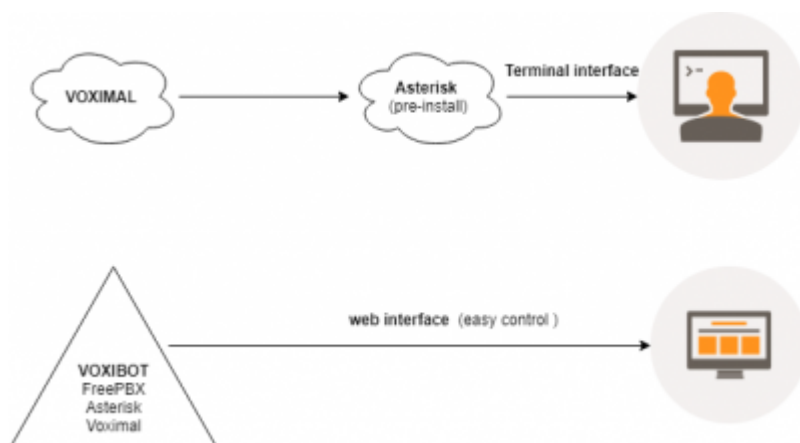 VOXIMAL
Asterisk
(pre-install)
Terminal interface
>-
web interface (easy control )
VOXIBOT
FreePBX
Asterisk
Voximal